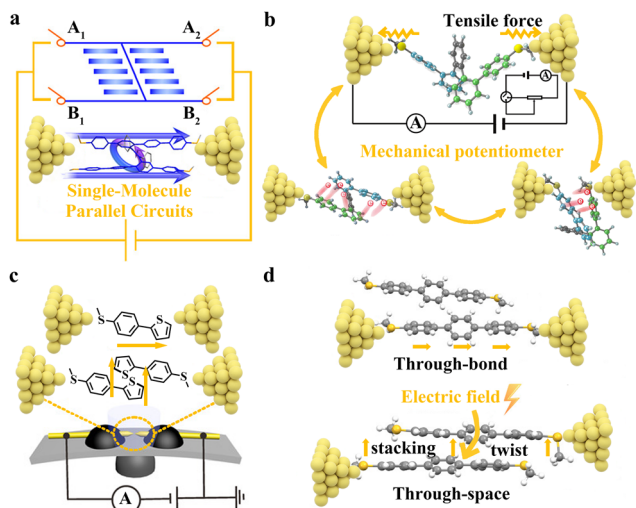 a
A1 A2
B1 B2
Single-Molecule
Parallel Circuits
b
Tensile force
A
A
Mechanical potentiometer
c
S
S
S
S
S
S
A
d
Through-bond
Electric field
stacking twist
Through-space